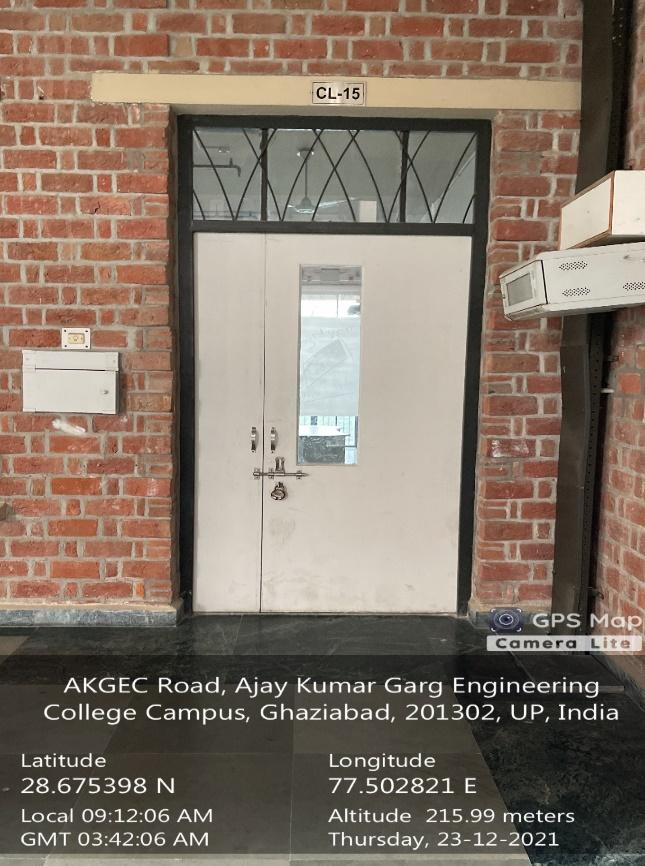 CL-15
GPS Map
Camera Lite
AKGEC Road, Ajay Kumar Garg Engineering
College Campus, Ghaziabad, 201302, UP, India
Latitude
28.675398 N
Longitude
77.502821 E
Local 09:12:06 AM
GMT 03:42:06 AM
Altitude 215.99 meters
Thursday, 23-12-2021